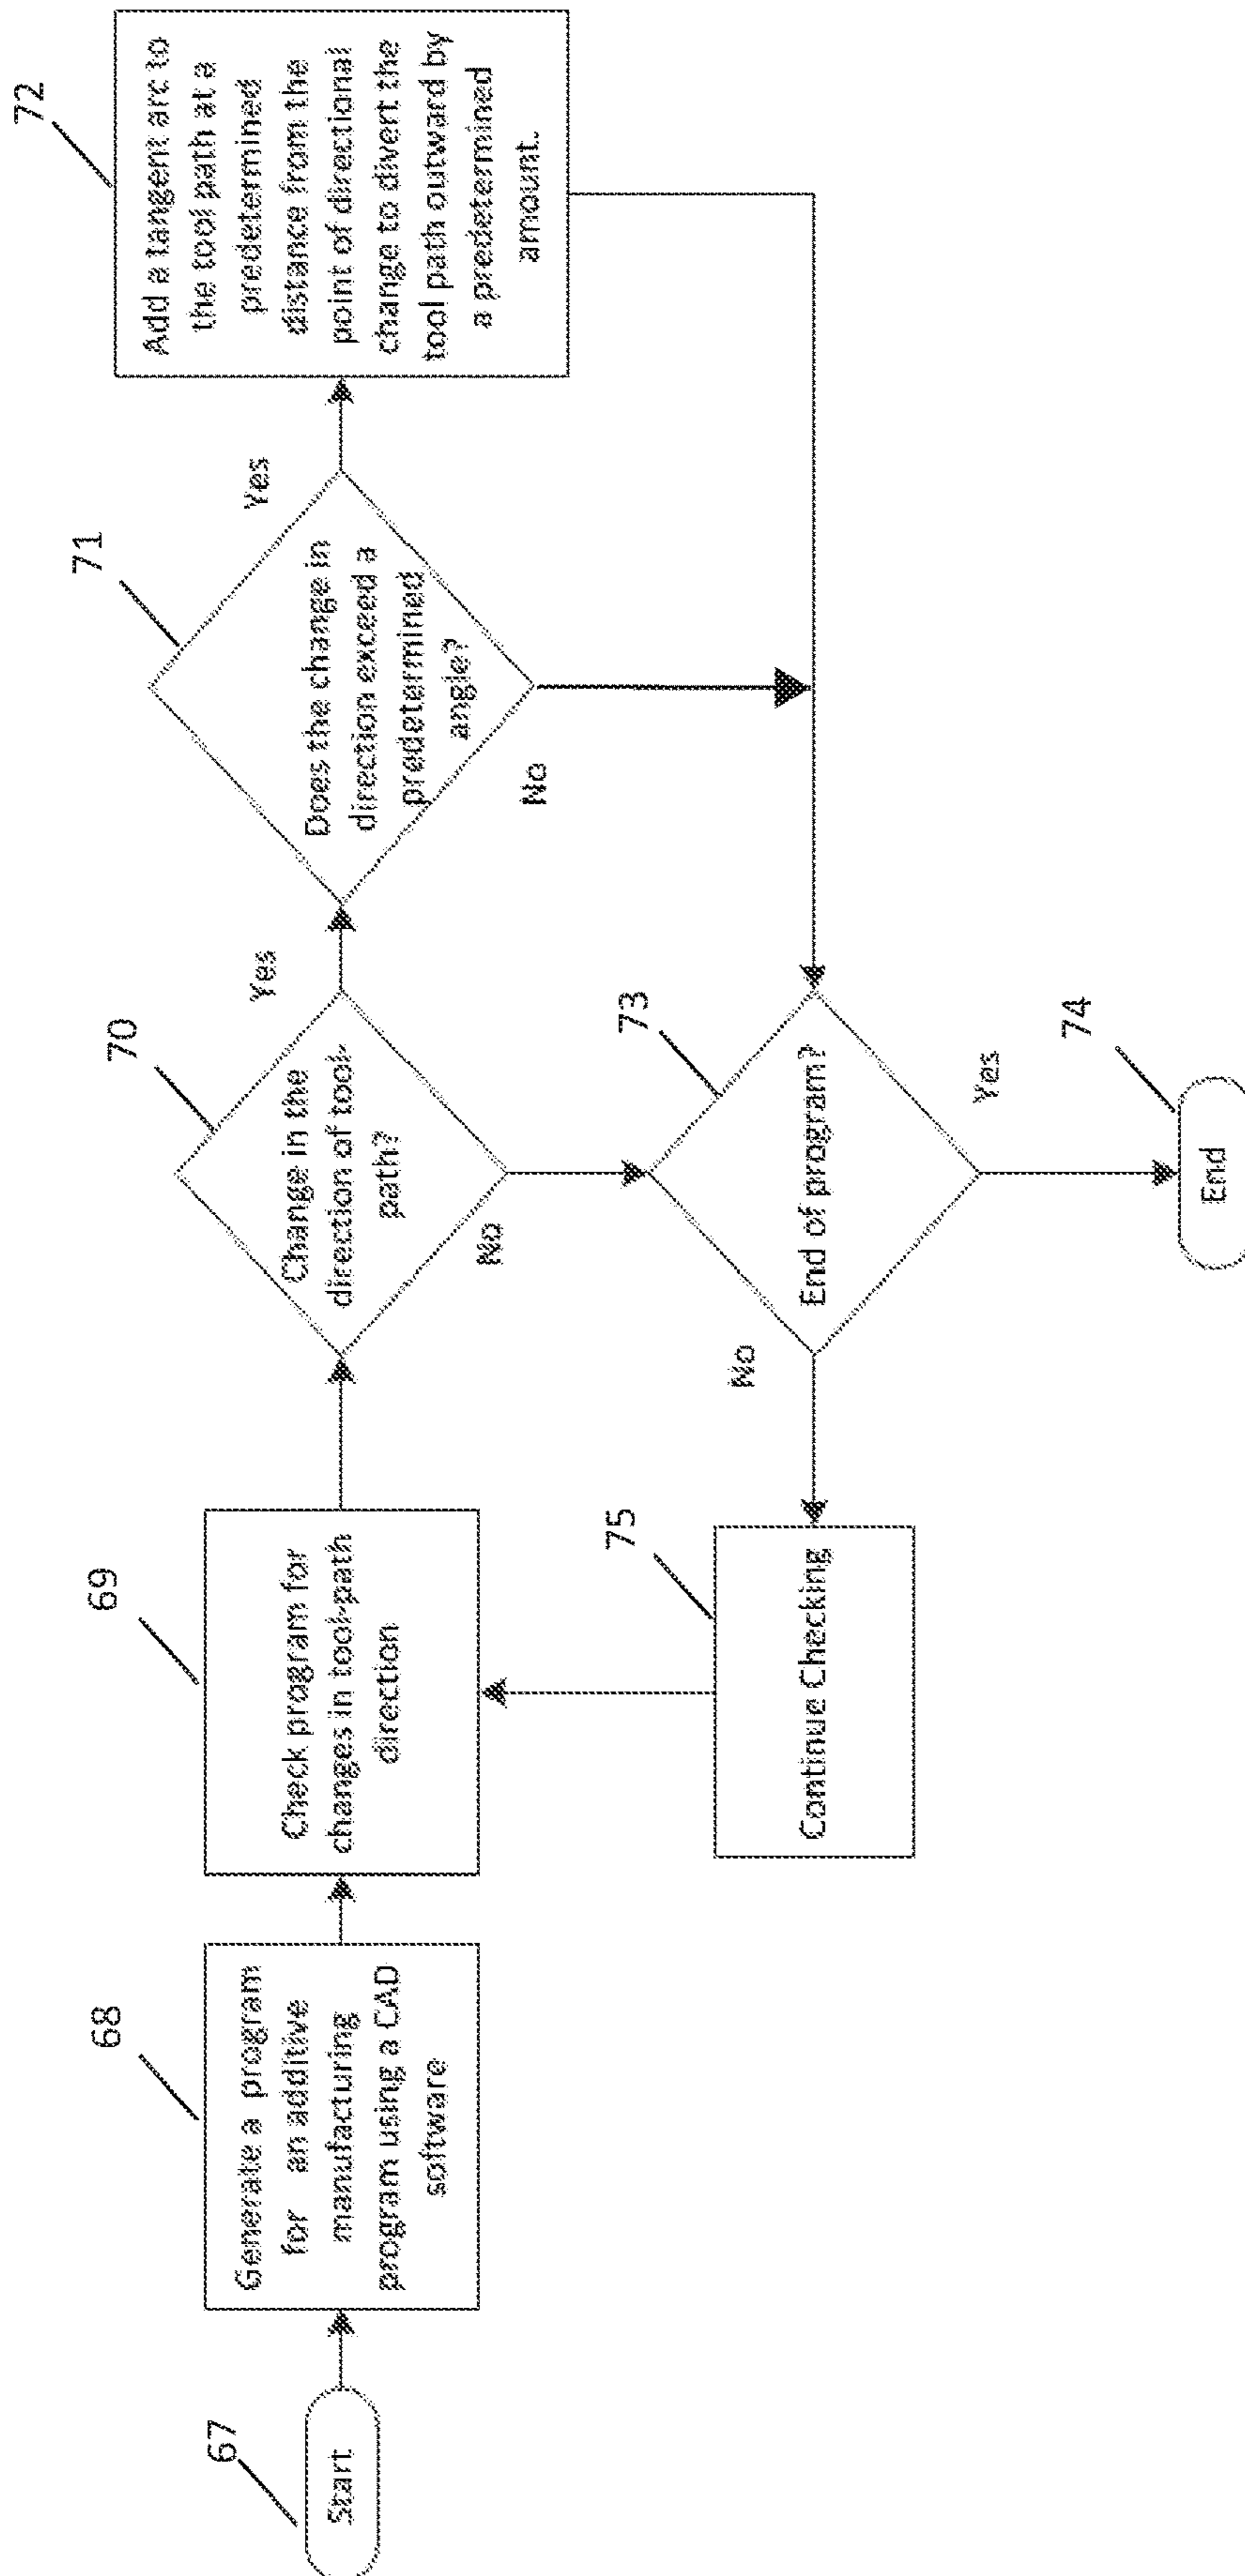 67
Start
68
Generate a program
for an additive
manufacturing
program using a CAD
software
69
Check program for
changes in tool-path
direction
70
Change in the
direction of tool-
path?
Yes
No
71
Does the change in
direction exceed a
predetermined
angle?
Yes
No
72
Add a tangent arc to
the tool path at a
predetermined
distance from the
point of directional
change to divert the
tool path outward by
a predetermined
amount.
73
End of program?
No
Yes
75
Continue Checking
74
End